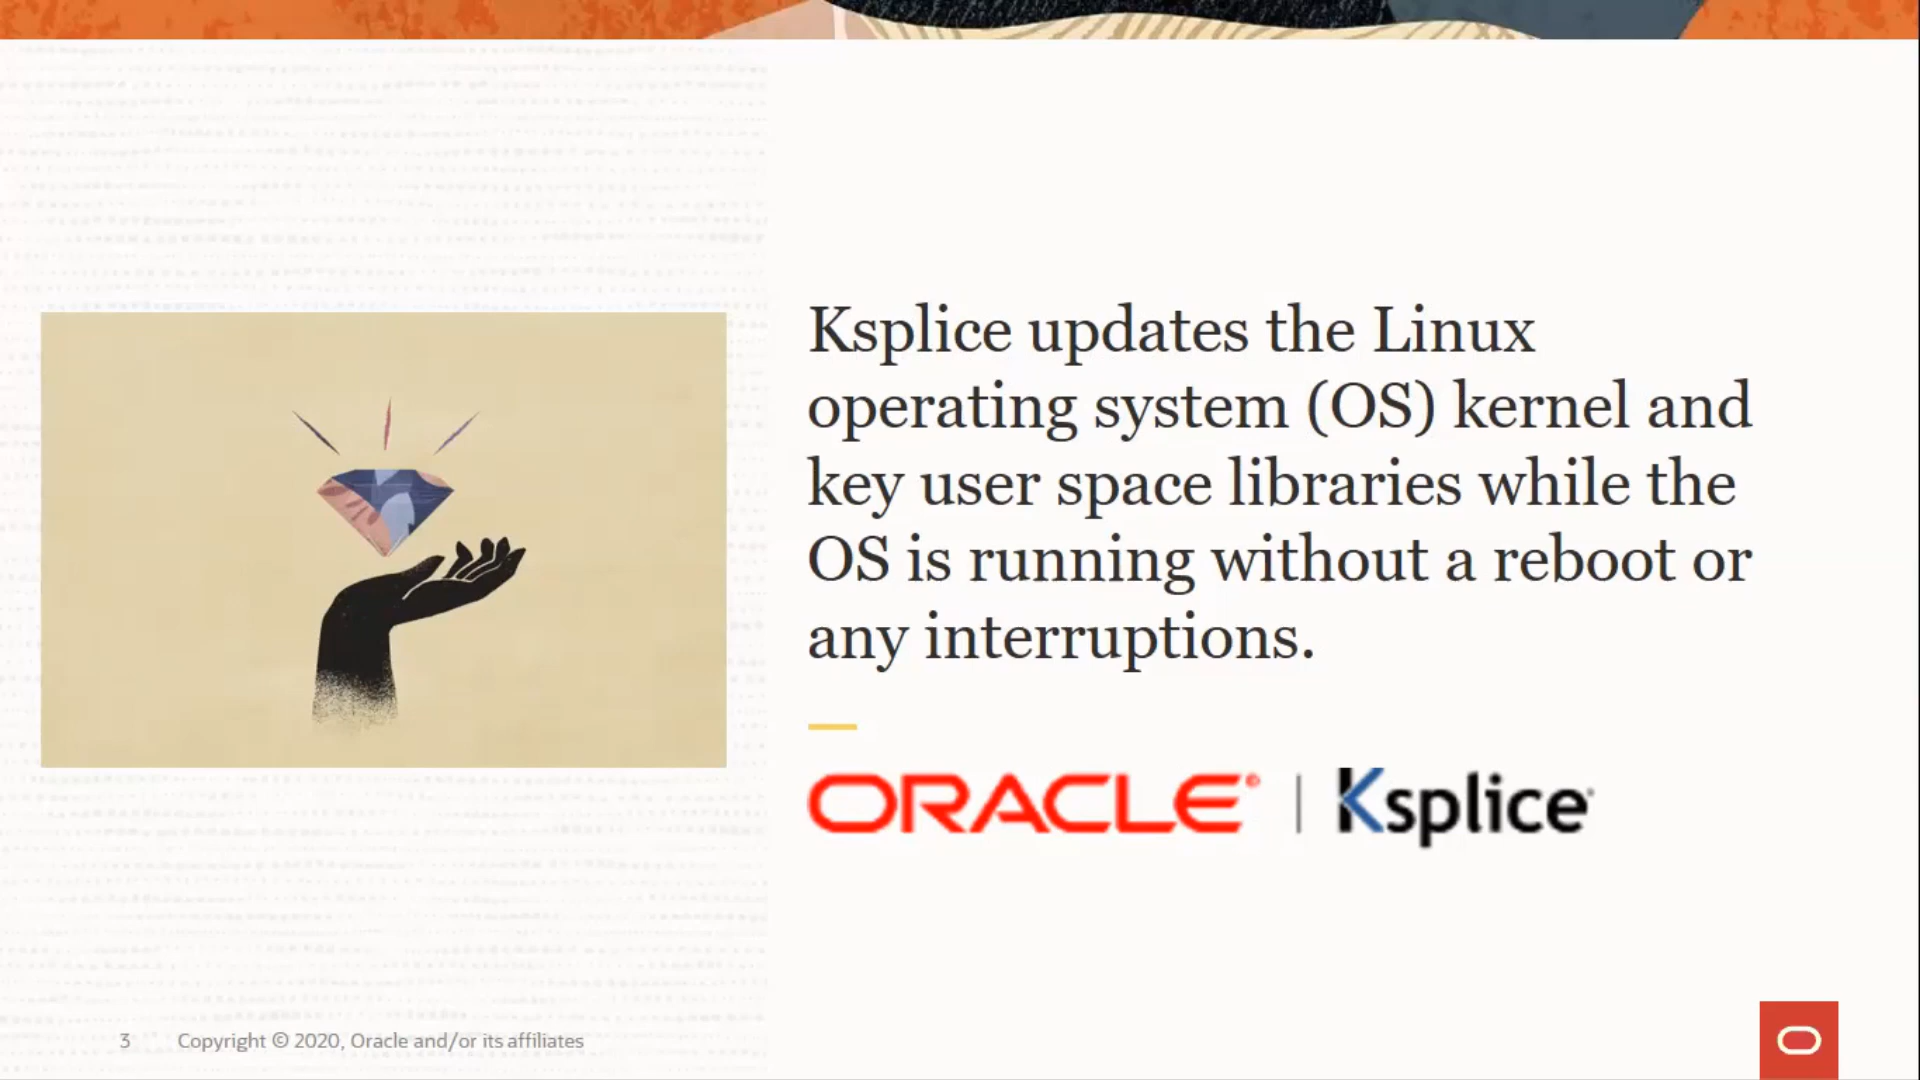 Ksplice updates the Linux
operating system (OS) kernel and
key user space libraries while the
OS is running without a reboot or
any interruptions.
ORACLE® | Ksplice
3 Copyright © 2020, Oracle and/or its affiliates